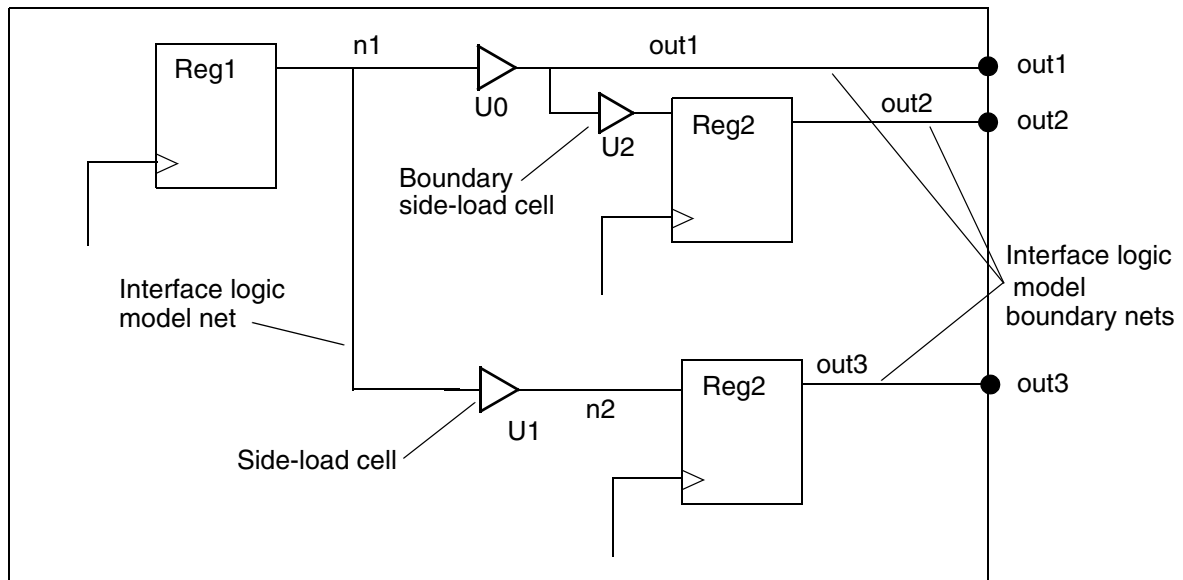 n1
out1
Reg1
out1
U0
out2
Reg2
out2
U2
Boundary
side-load cell
Interface logic
model
boundary nets
Interface logic
model net
out3
Reg2
out3
n2
U1
Side-load cell